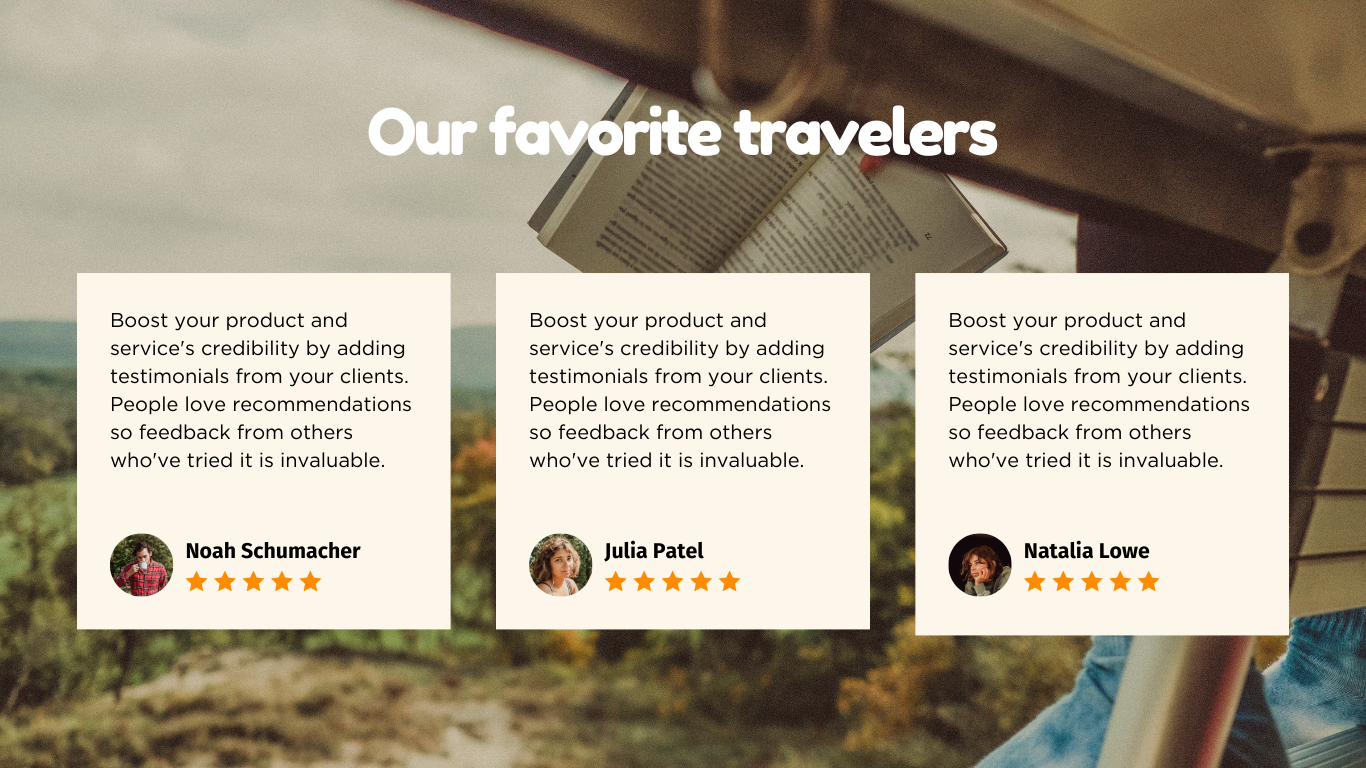 Our favorite travelers
Boost your product and
service's credibility by adding
testimonials from your clients.
People love recommendations
so feedback from others
who've tried it is invaluable.
Noah Schumacher
Boost your product and
service's credibility by adding
testimonials from your clients.
People love recommendations
so feedback from others
who've tried it is invaluable.
Julia Patel
Boost your product and
service's credibility by adding
testimonials from your clients.
People love recommendations
so feedback from others
who've tried it is invaluable.
Natalia Lowe